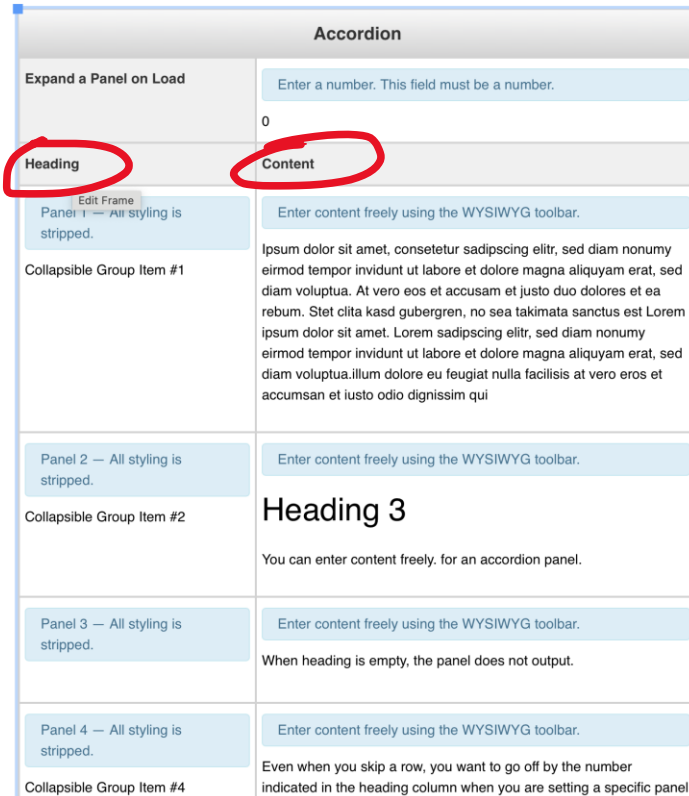 Accordion
Expand a Panel on Load
Enter a number. This field must be a number.
0
Heading
Content
Edit Frame
Panel 1 — All styling is
stripped.
Collapsible Group Item #1
Enter content freely using the WYSIWYG toolbar.
Ipsum dolor sit amet, consetetur sadipscing elitr, sed diam nonumy
eirmod tempor invidunt ut labore et dolore magna aliquyam erat, sed
diam voluptua. At vero eos et accusam et justo duo dolores et ea
rebum. Stet clita kasd gubergren, no sea takimata sanctus est Lorem
ipsum dolor sit amet. Lorem sadipscing elitr, sed diam nonumy
eirmod tempor invidunt ut labore et dolore magna aliquyam erat, sed
diam voluptua.illum dolore eu feugiat nulla facilisis at vero eros et
accumsan et iusto odio dignissim qui
Panel 2 — All styling is
stripped.
Collapsible Group Item #2
Enter content freely using the WYSIWYG toolbar.
Heading 3
You can enter content freely. for an accordion panel.
Panel 3 — All styling is
stripped.
Enter content freely using the WYSIWYG toolbar.
When heading is empty, the panel does not output.
Panel 4 — All styling is
stripped.
Collapsible Group Item #4
Enter content freely using the WYSIWYG toolbar.
Even when you skip a row, you want to go off by the number
indicated in the heading column when you are setting a specific panel